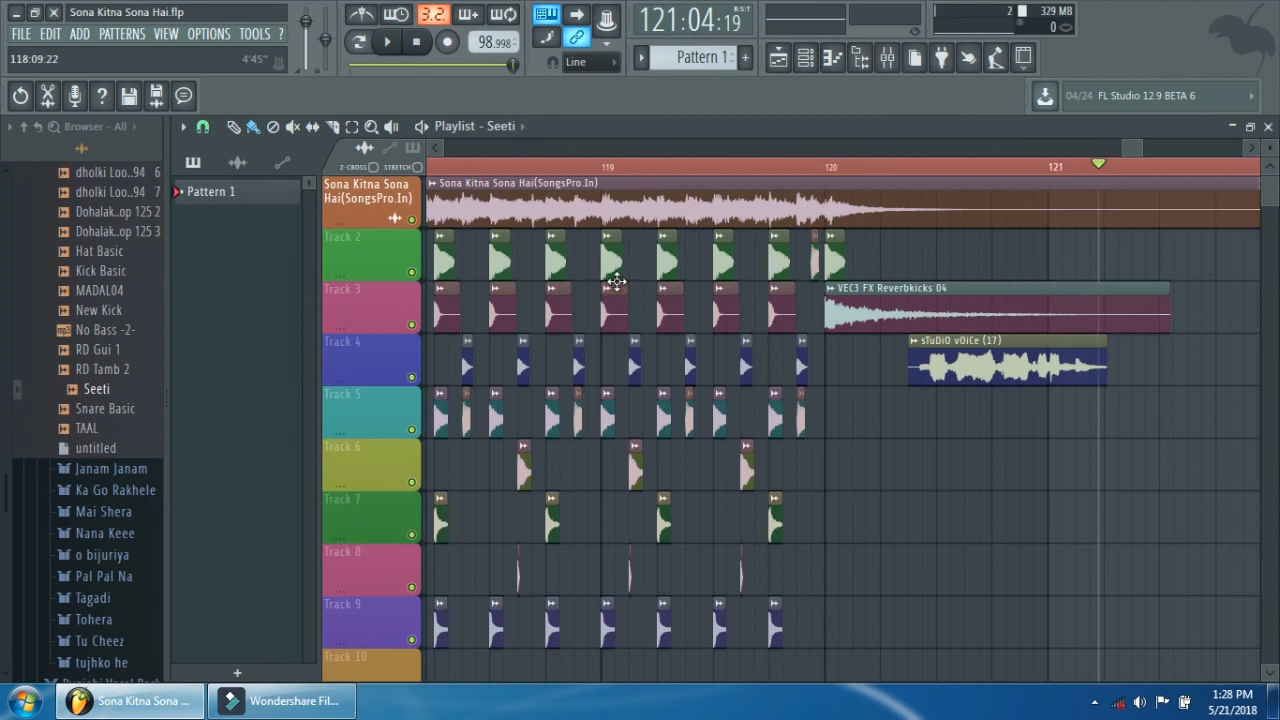 Sona Kitna Sona Hai.flp
FILE EDIT ADD PATTERNS VIEW OPTIONS TOOLS ?
118:09:22 4'45"
3.2.
98.998
Line
121:04:19
B:S:T
Pattern 1
2 329 MB
0
04/24 FL Studio 12.9 BETA 6
Browser - All
dholki Loo..94 6
dholki Loo..94 7
Dohalak..op 125 2
Dohalak..op 125 3
Hat Basic
Kick Basic
MADAL04
New Kick
No Bass -2-
RD Gui 1
RD Tamb 2
Seeti
Snare Basic
TAAL
untitled
Janam Janam
Ka Go Rakhele
Mai Shera
Nana Keee
o bijuriya
Pal Pal Na
Tagadi
Tohera
Tu Cheez
tujhko he
Pattern 1
Playlist - Seeti
Z-CROSS STRETCH
119 120 121
Sona Kitna Sona Hai(SongsPro.In)
Sona Kitna Sona
Hai(SongsPro.In)
Track 2
Track 3
VEC3 FX Reverbkicks 04
Track 4
sTuDiO vOiCe (17)
Track 5
Track 6
Track 7
Track 8
Track 9
Track 10
Sona Kitna Sona ...
Wondershare Fil...
1:28 PM
5/21/2018